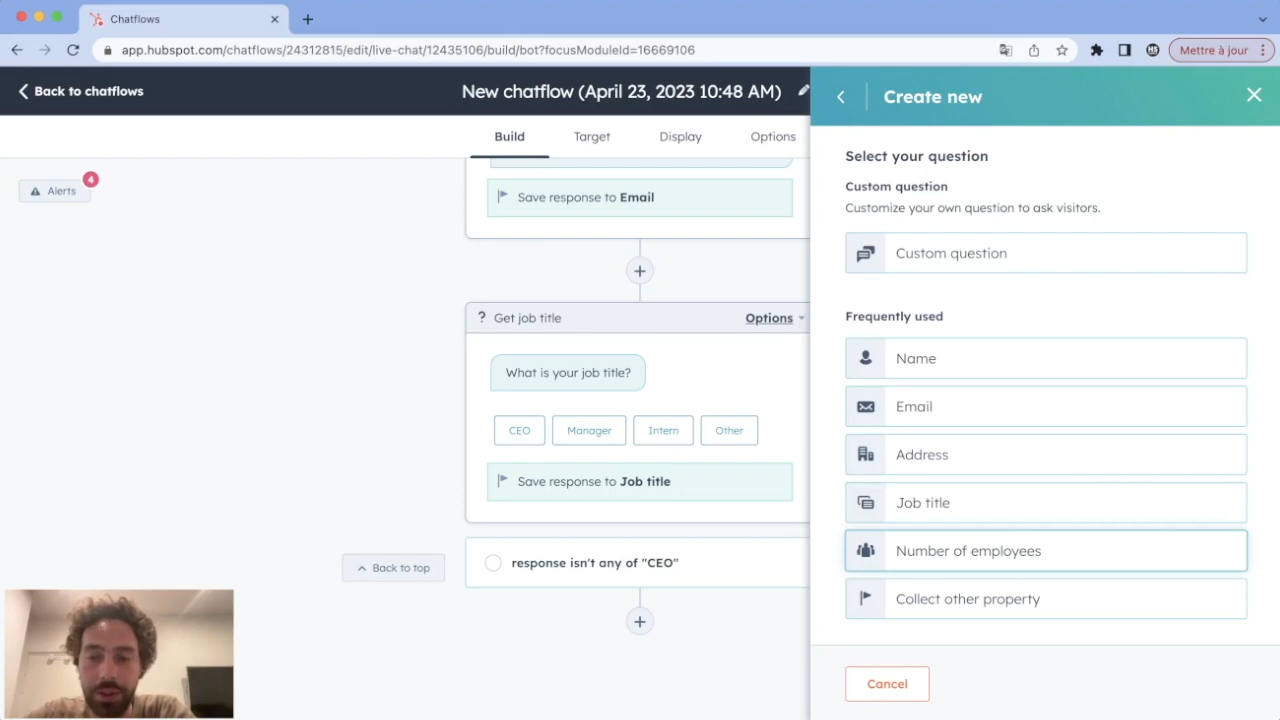 Chatflows
app.hubspot.com/chatflows/24312815/edit/live-chat/12435106/build/bot?focusModuleId=16669106
Mettre à jour
Back to chatflows
New chatflow (April 23, 2023 10:48 AM)
Build
Target
Display
Options
Alerts
4
Save response to Email
? Get job title
Options
What is your job title?
CEO
Manager
Intern
Other
Save response to Job title
Back to top
response isn't any of "CEO"
Create new
Select your question
Custom question
Customize your own question to ask visitors.
Custom question
Frequently used
Name
Email
Address
Job title
Number of employees
Collect other property
Cancel